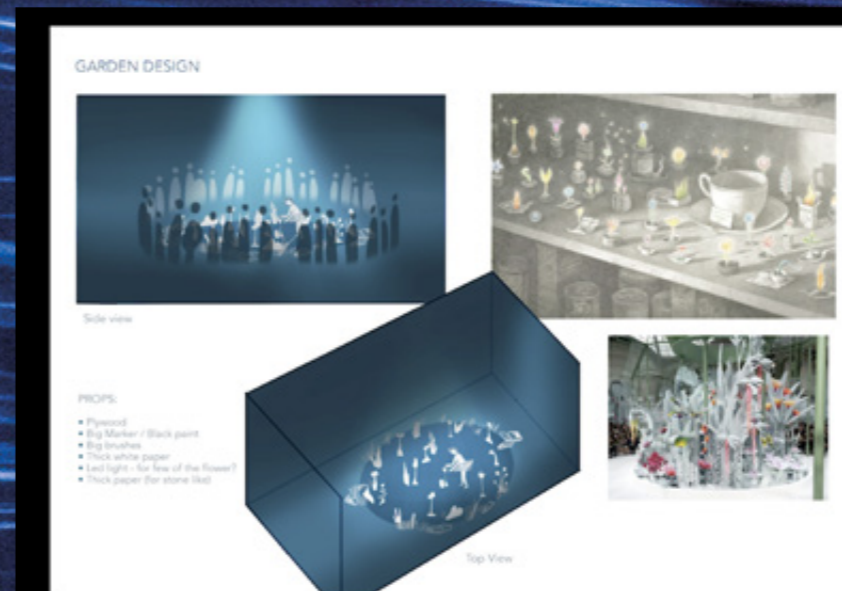 GARDEN DESIGN
Side view
PROPS:
• Plywood
• Big Marker / Black paint
• Big brushes
• Thick white paper
• Led light - for few of the flower?
• Thick paper (for stone like)
Top View